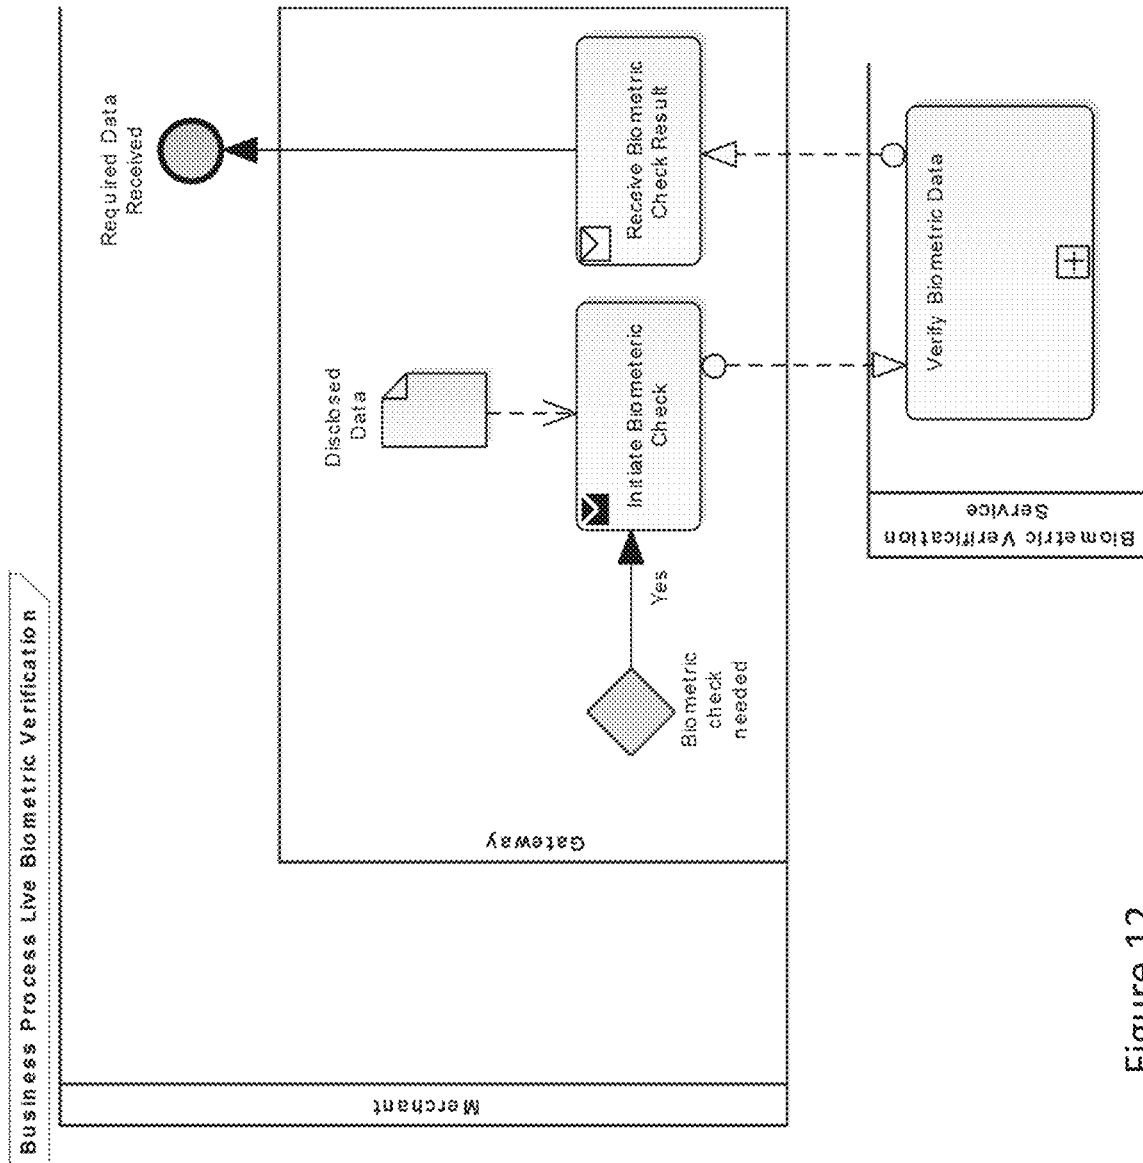 Business Process Live Biometric Verification
Merchant
Gateway
Required Data
Received
Disclosed
Data
Biometric
check
needed
Yes
Initiate Biometeric
Check
Receive Biometric
Check Result
Biometric Verification
Service
Verify Biometric Data
Figure 12